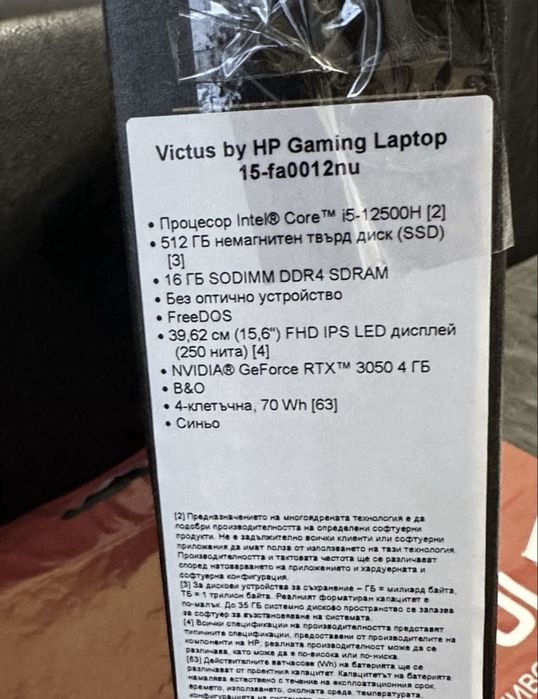 Victus by HP Gaming Laptop
15-fa0012nu
• Процесор Intel® Core™ i5-12500H [2]
• 512 ГБ немагнитен твърд диск (SSD)
[3]
• 16 ГБ SODIMM DDR4 SDRAM
• Без оптично устройство
• FreeDOS
• 39,62 см (15,6") FHD IPS LED дисплей
(250 нита) [4]
• NVIDIA® GeForce RTX™ 3050 4 ГБ
• B&O
• 4-клетъчна, 70 Wh [63]
• Синьо
[2] Предназначението на многоядрената технология е да
подобри производителността на определени софтуерни
продукти. Не е задължително всички клиенти или софтуерни
приложения да имат полза от използването на тази технология.
Производителността и тактовата честота ще се различават
според натоварването на приложението и хардуерната и
софтуерна конфигурация.
[3] За дискови устройства за съхранение – ГБ = милиард байта,
ТБ = 1 трилион байта. Реалният форматиран капацитет е
по-малък. До 35 ГБ системно дисково пространство се запазва
за софтуер за възстановяване на системата.
[4] Всички спецификации на производителността представят
типичните спецификации, предоставени от производителите на
компоненти на HP; реалната производителност може да се
различава, като може да е по-висока или по-ниска.
[63] Действителните ватчасове (Wh) на батерията ще се
различават от проектния капацитет. Капацитетът на батерията
намалява естествено с течение на експлоатационния срок,
времето, използването, околната среда, температурата,